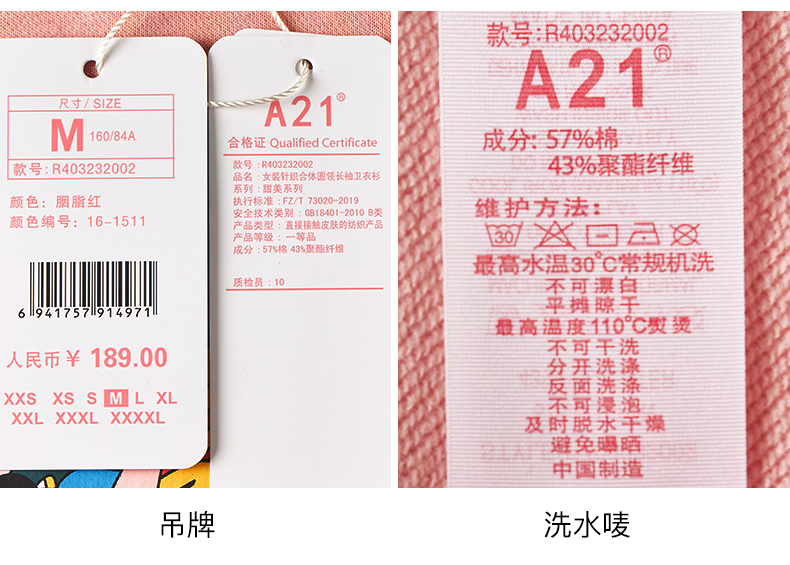 尺寸/ SIZE
M 160/84A
款号: R403232002
颜色: 胭脂红
颜色编号: 16-1511
6 941757 914971
人民币 ¥ 189.00
XXS XS S M L XL
XXL XXXL XXXXL
A21®
合格证 Qualified Certificate
款号 : R403232002
品名 : 女装针织合体圆领长袖卫衣衫
系列 : 甜美系列
执行标准 : FZ/T 73020-2019
安全技术类别 : GB18401-2010 B类
产品类型 : 直接接触皮肤的纺织产品
产品等级 : 一等品
成分 : 57%棉 43%聚酯纤维
质检员 : 10
款号: R403232002
A21®
成分: 57%棉
43%聚酯纤维
维护方法:
30
最高水温30°C常规机洗
不可漂白
平摊晾干
最高温度110°C熨烫
不可干洗
分开洗涤
反面洗涤
不可浸泡
及时脱水干燥
避免曝晒
中国制造
吊牌
洗水唛